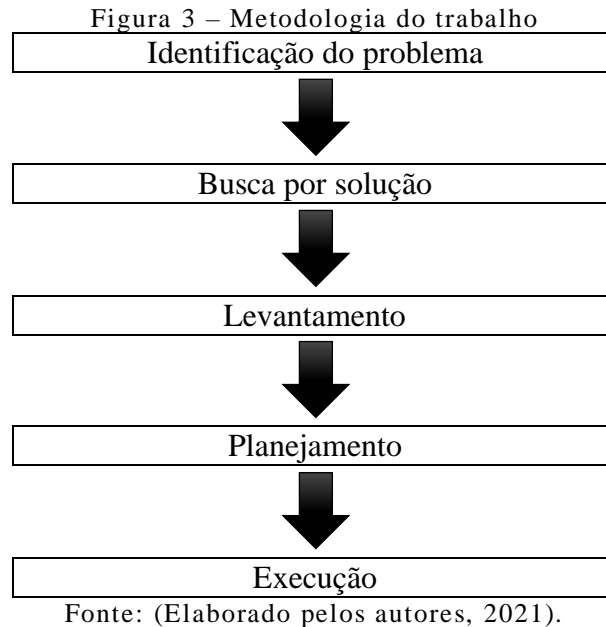 Figura 3 – Metodologia do trabalho
Identificação do problema
Busca por solução
Levantamento
Planejamento
Execução
Fonte: (Elaborado pelos autores, 2021).